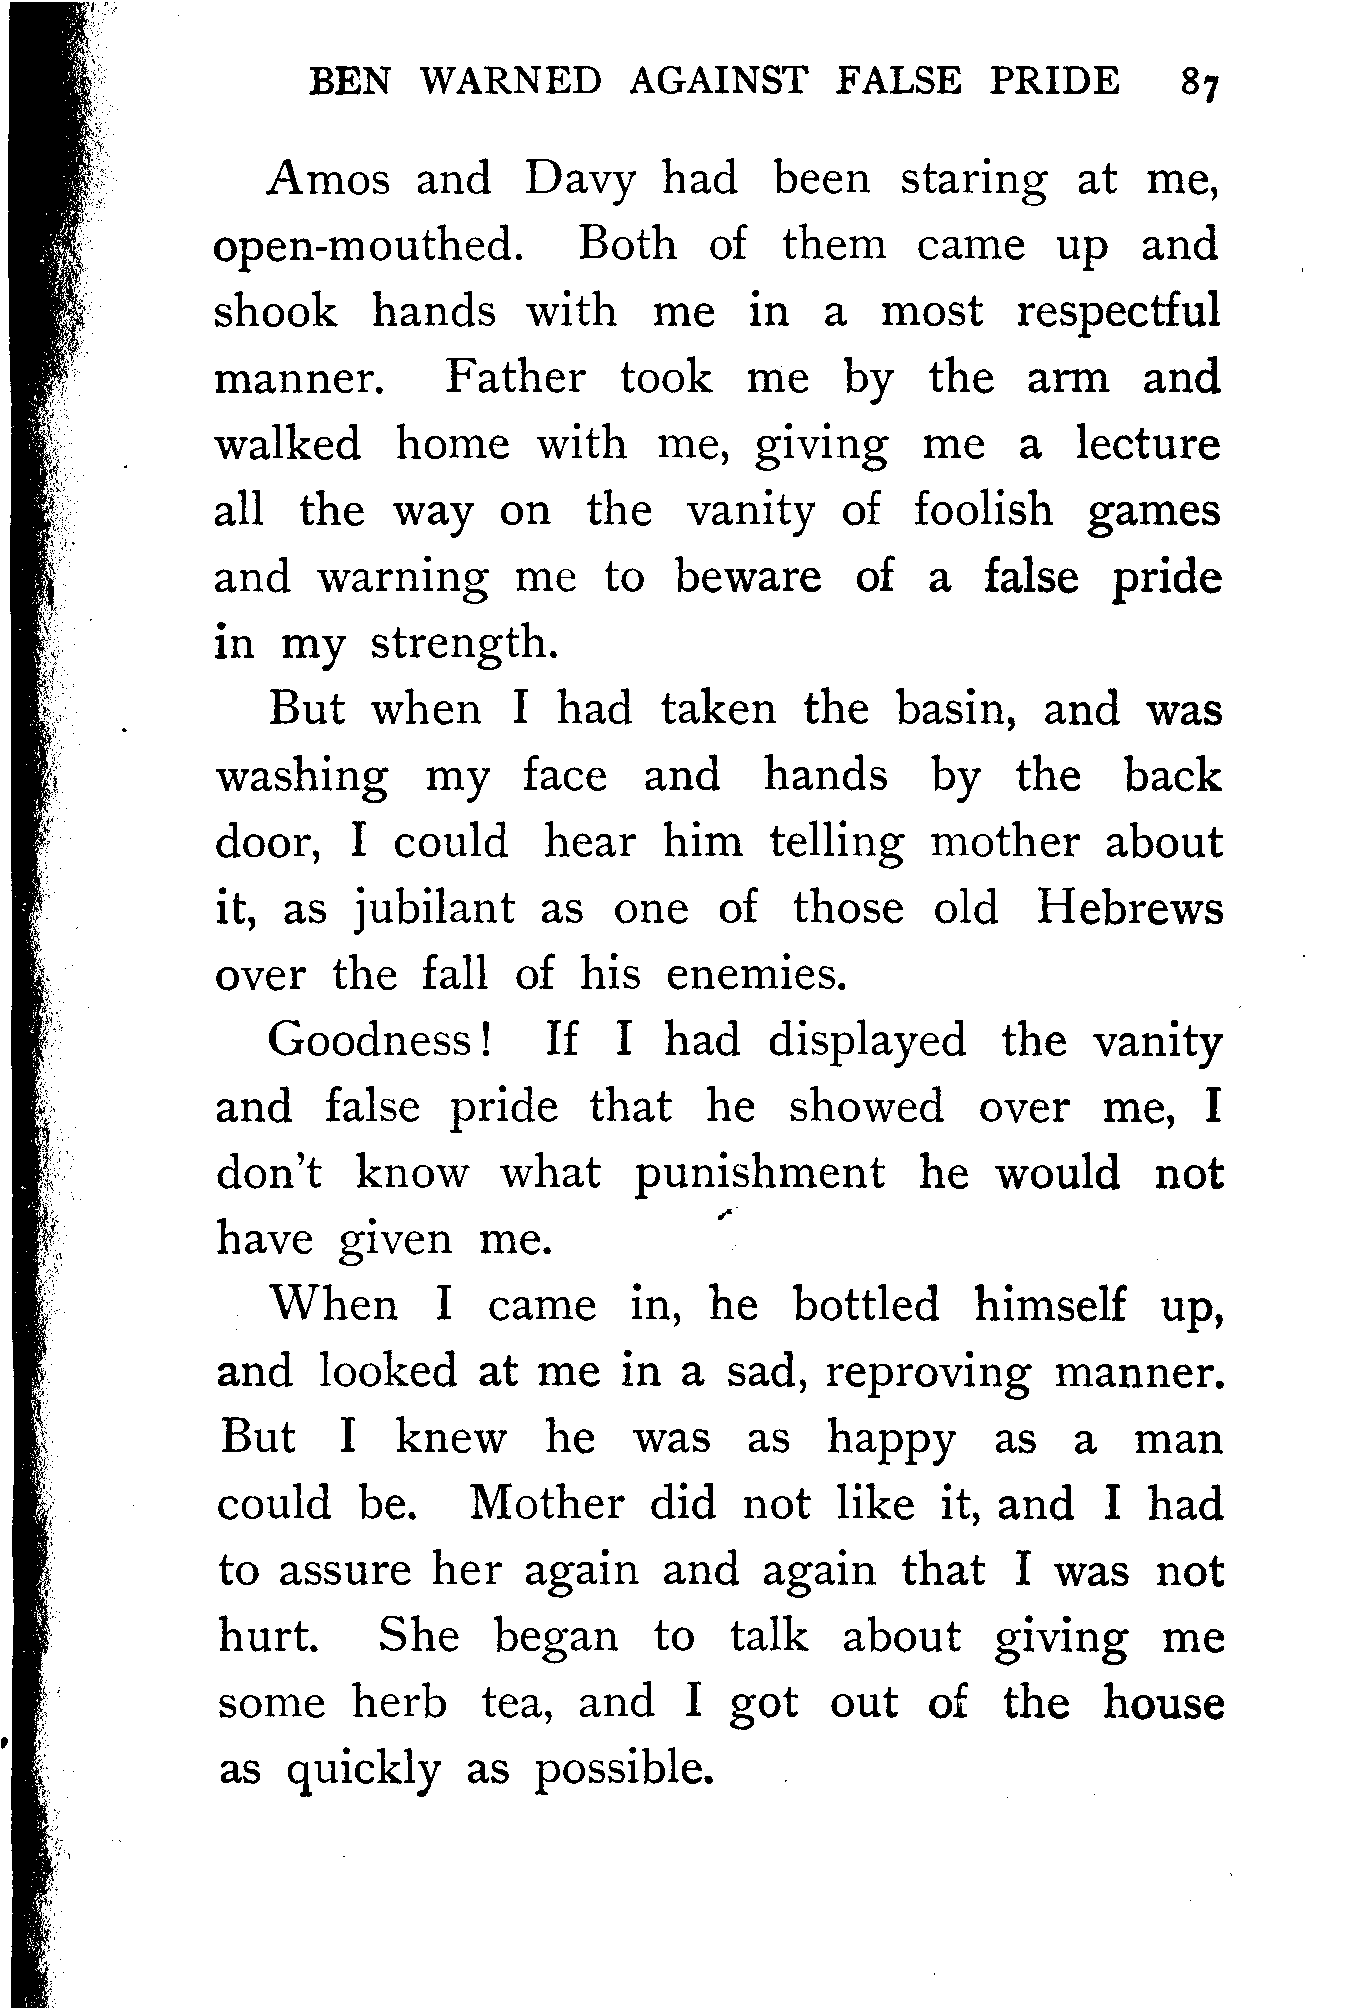 BEN WARNED AGAINST FALSE PRIDE 87
Amos and Davy had been staring at me,
open-mouthed. Both of them came up and
shook hands with me in a most respectful
manner. Father took me by the arm and
walked home with me, giving me a lecture
all the way on the vanity of foolish games
and warning me to beware of a false pride
in my strength.
But when I had taken the basin, and was
washing my face and hands by the back
door, I could hear him telling mother about
it, as jubilant as one of those old Hebrews
over the fall of his enemies.
Goodness! If I had displayed the vanity
and false pride that he showed over me, I
don't know what punishment he would not
have given me.
When I came in, he bottled himself up,
and looked at me in a sad, reproving manner.
But I knew he was as happy as a man
could be. Mother did not like it, and I had
to assure her again and again that I was not
hurt. She began to talk about giving me
some herb tea, and I got out of the house
as quickly as possible.